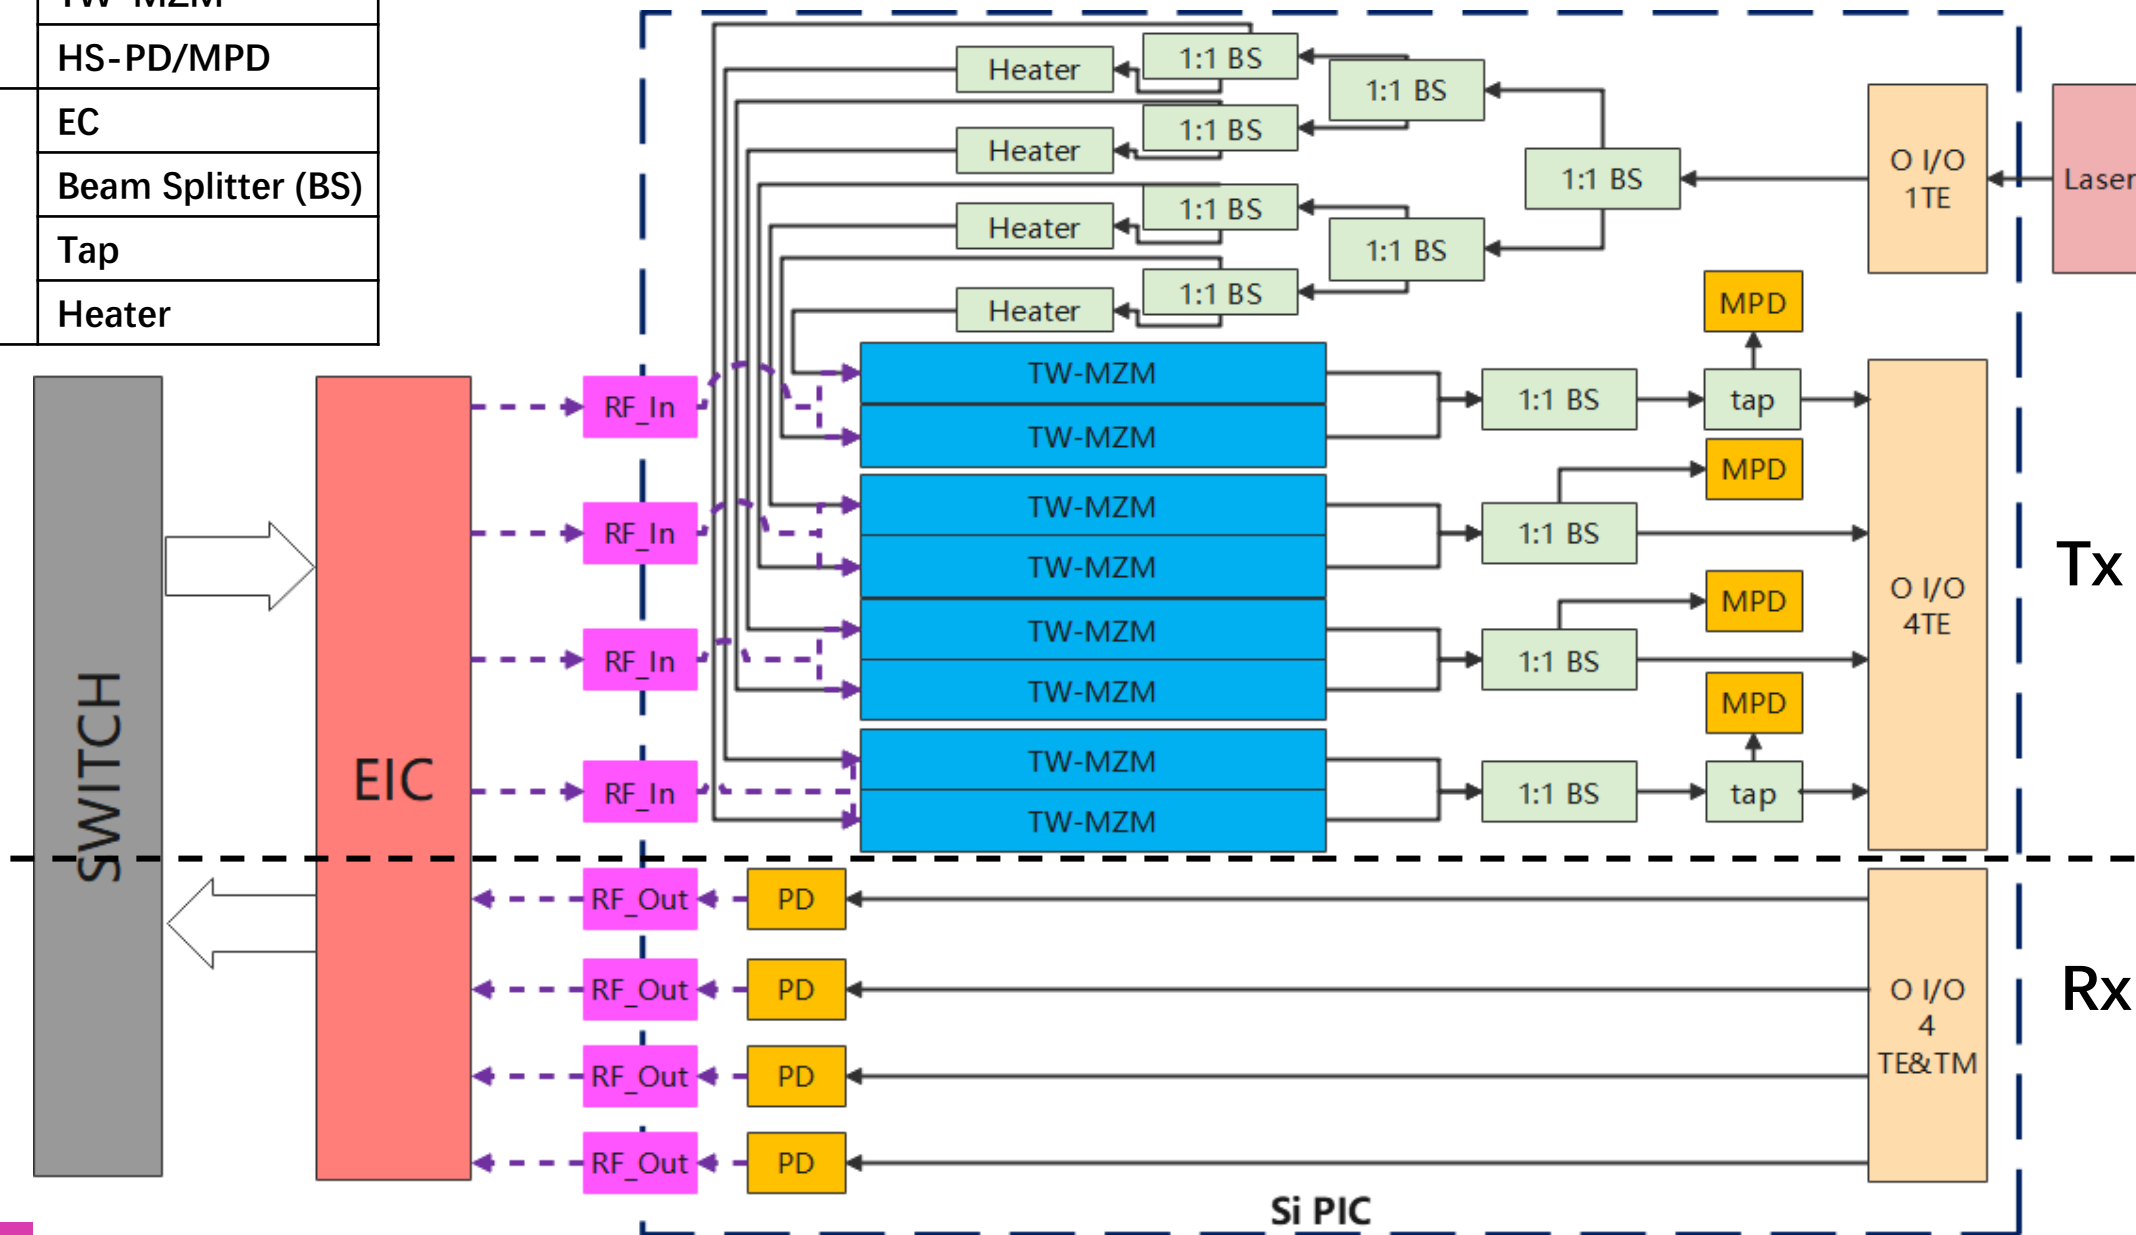 TW-MZM
HS-PD/MPD
EC
Beam Splitter (BS)
Tap
Heater
1:1 BS
Heater
1:1 BS
1:1 BS
Heater
1:1 BS
O I/O
1TE
Laser
1:1 BS
Heater
1:1 BS
1:1 BS
Heater
MPD
TW-MZM
RF_In
1:1 BS
tap
TW-MZM
MPD
TW-MZM
RF_In
1:1 BS
TW-MZM
O I/O
4TE
Tx
MPD
TW-MZM
RF_In
1:1 BS
TW-MZM
MPD
SWITCH
EIC
TW-MZM
RF_In
1:1 BS
tap
TW-MZM
RF_Out
PD
RF_Out
PD
O I/O
4
TE&TM
Rx
RF_Out
PD
RF_Out
PD
Si PIC